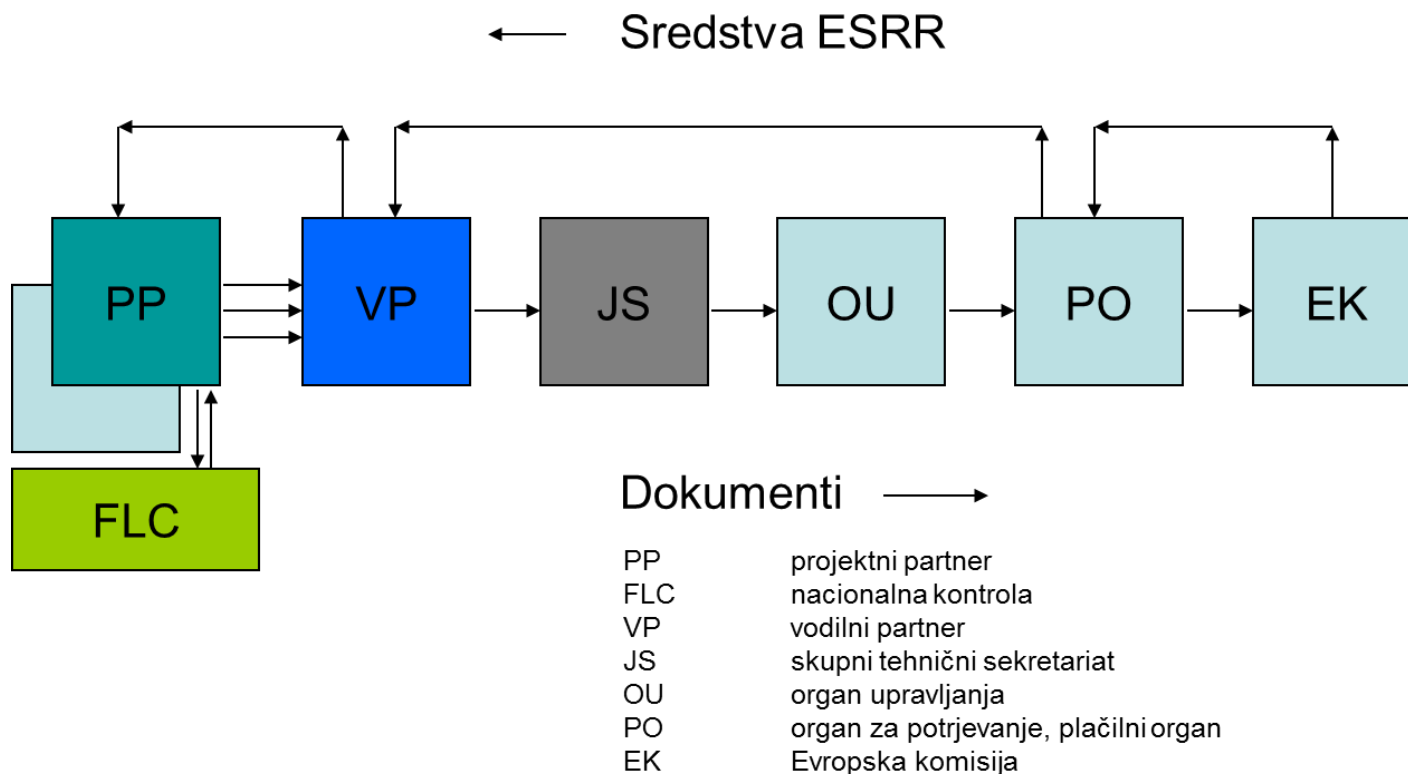 Sredstva ESRR
PP
VP
JS
OU
PO
EK
FLC
Dokumenti
PP projektni partner
FLC nacionalna kontrola
VP vodilni partner
JS skupni tehnični sekretariat
OU organ upravljanja
PO organ za potrjevanje, plačilni organ
EK Evropska komisija